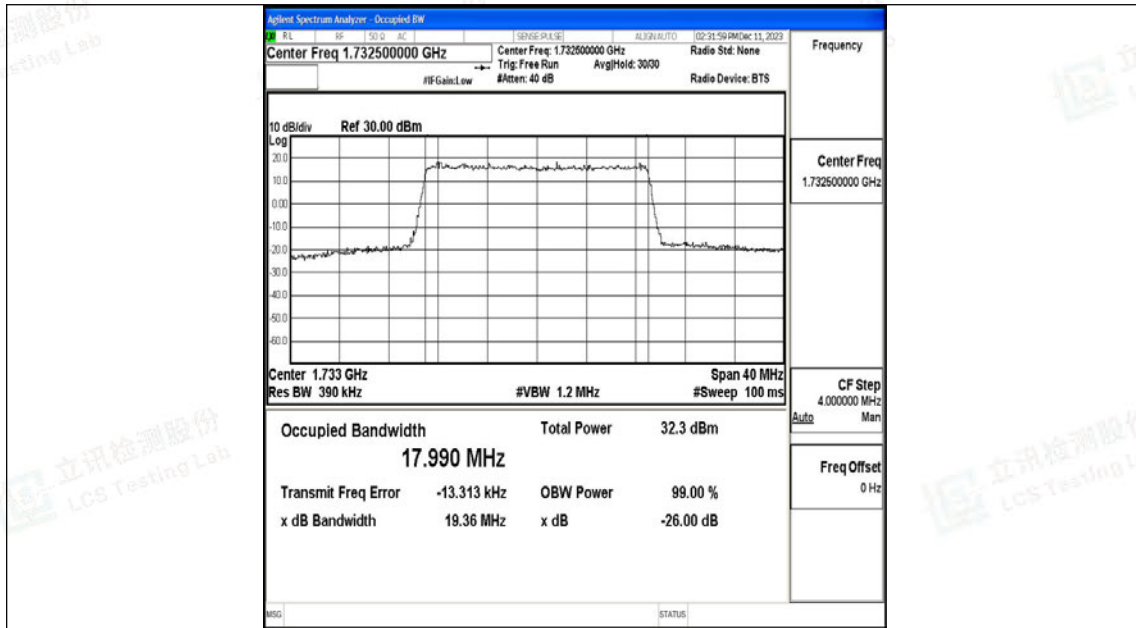 Agilent Spectrum Analyzer - Occupied BW
RL RF 50 Ω AC SENSE:PULSE ALIGNAUTO 02:31:59 PM Dec 11, 2023
Center Freq 1.732500000 GHz
Center Freq: 1.732500000 GHz Radio Std: None
Trig: Free Run Avg|Hold: 30/30
#IFGain:Low #Atten: 40 dB Radio Device: BTS
10 dB/div Ref 30.00 dBm
Log
20.0
10.0
0.00
-10.0
-20.0
-30.0
-40.0
-50.0
-60.0
Center 1.733 GHz Span 40 MHz
Res BW 390 kHz #VBW 1.2 MHz #Sweep 100 ms
Occupied Bandwidth Total Power 32.3 dBm
17.990 MHz
Transmit Freq Error -13.313 kHz OBW Power 99.00 %
x dB Bandwidth 19.36 MHz x dB -26.00 dB
MSG STATUS
Frequency
Center Freq
1.732500000 GHz
CF Step
4.000000 MHz
Auto Man
Freq Offset
0 Hz
立讯检测股份
LCS Testing Lab
立讯检测股份
LCS Testing L